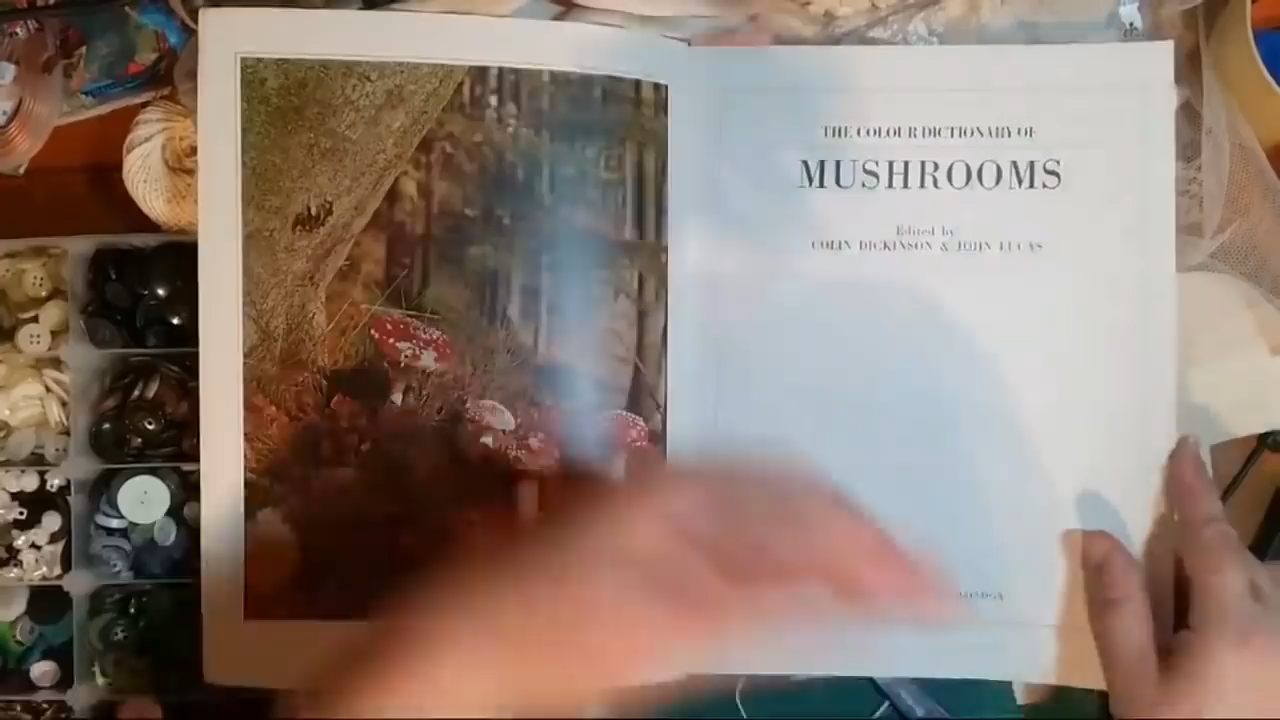 THE COLOUR DICTIONARY OF
MUSHROOMS
Edited by
COLIN DICKINSON & JOHN LUCAS